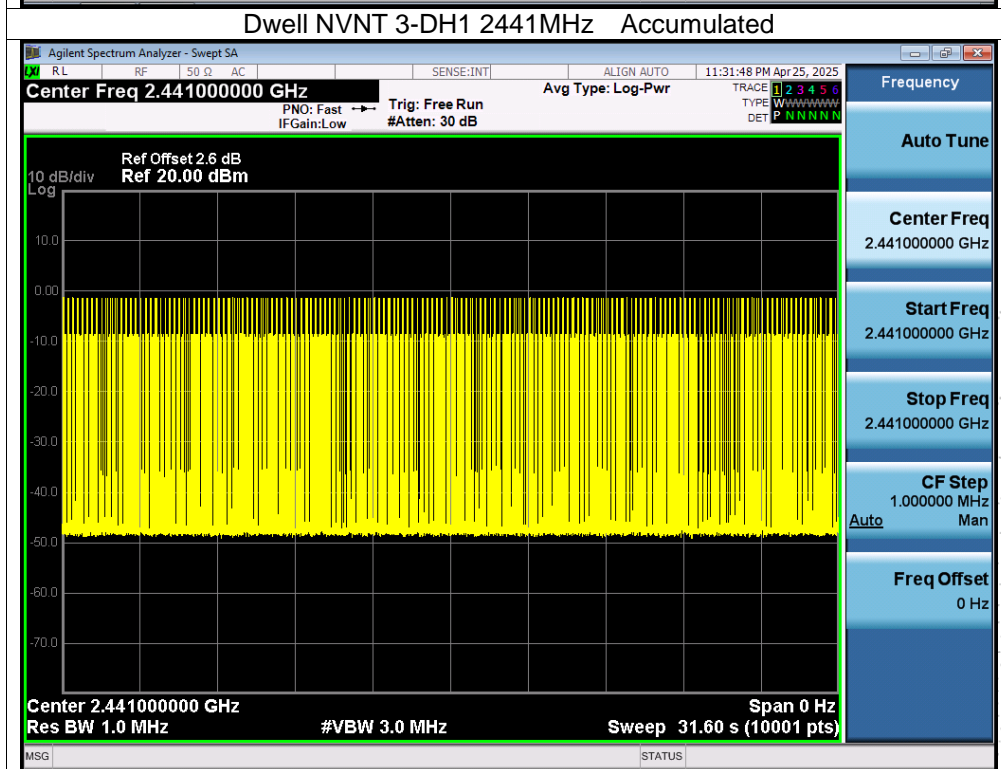 Dwell NVNT 3-DH1 2441MHz Accumulated
Agilent Spectrum Analyzer - Swept SA
LXI RL RF 50 Ω AC SENSE:INT ALIGN AUTO 11:31:48 PM Apr 25, 2025
Center Freq 2.441000000 GHz
PNO: Fast
IFGain:Low
Trig: Free Run
#Atten: 30 dB
Avg Type: Log-Pwr
TRACE 1 2 3 4 5 6
TYPE WWWWWWW
DET P N N N N N
Ref Offset 2.6 dB
10 dB/div Ref 20.00 dBm
Log
10.0
0.00
-10.0
-20.0
-30.0
-40.0
-50.0
-60.0
-70.0
Center 2.441000000 GHz Span 0 Hz
Res BW 1.0 MHz #VBW 3.0 MHz Sweep 31.60 s (10001 pts)
MSG STATUS
Frequency
Auto Tune
Center Freq
2.441000000 GHz
Start Freq
2.441000000 GHz
Stop Freq
2.441000000 GHz
CF Step
1.000000 MHz
Auto Man
Freq Offset
0 Hz